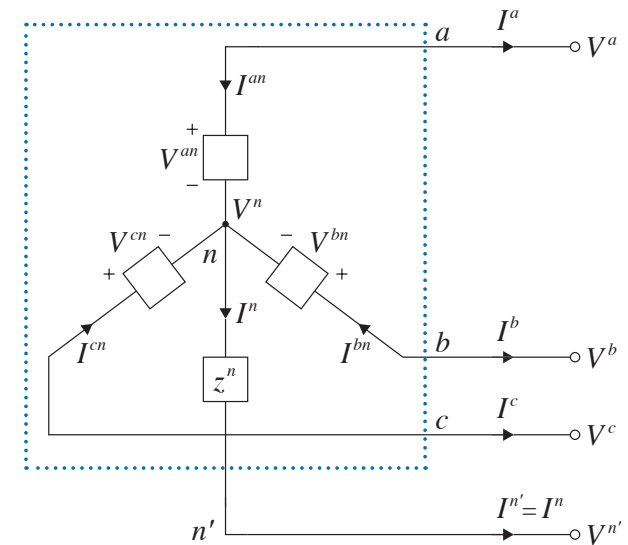 a
I^a
V^a
I^{an}
+
V^{an}
−
V^n
n
V^{cn}
−
+
I^{cn}
−
V^{bn}
+
I^{bn}
I^n
z^n
b
I^b
V^b
c
I^c
V^c
n'
I^{n'} = I^n
V^{n'}